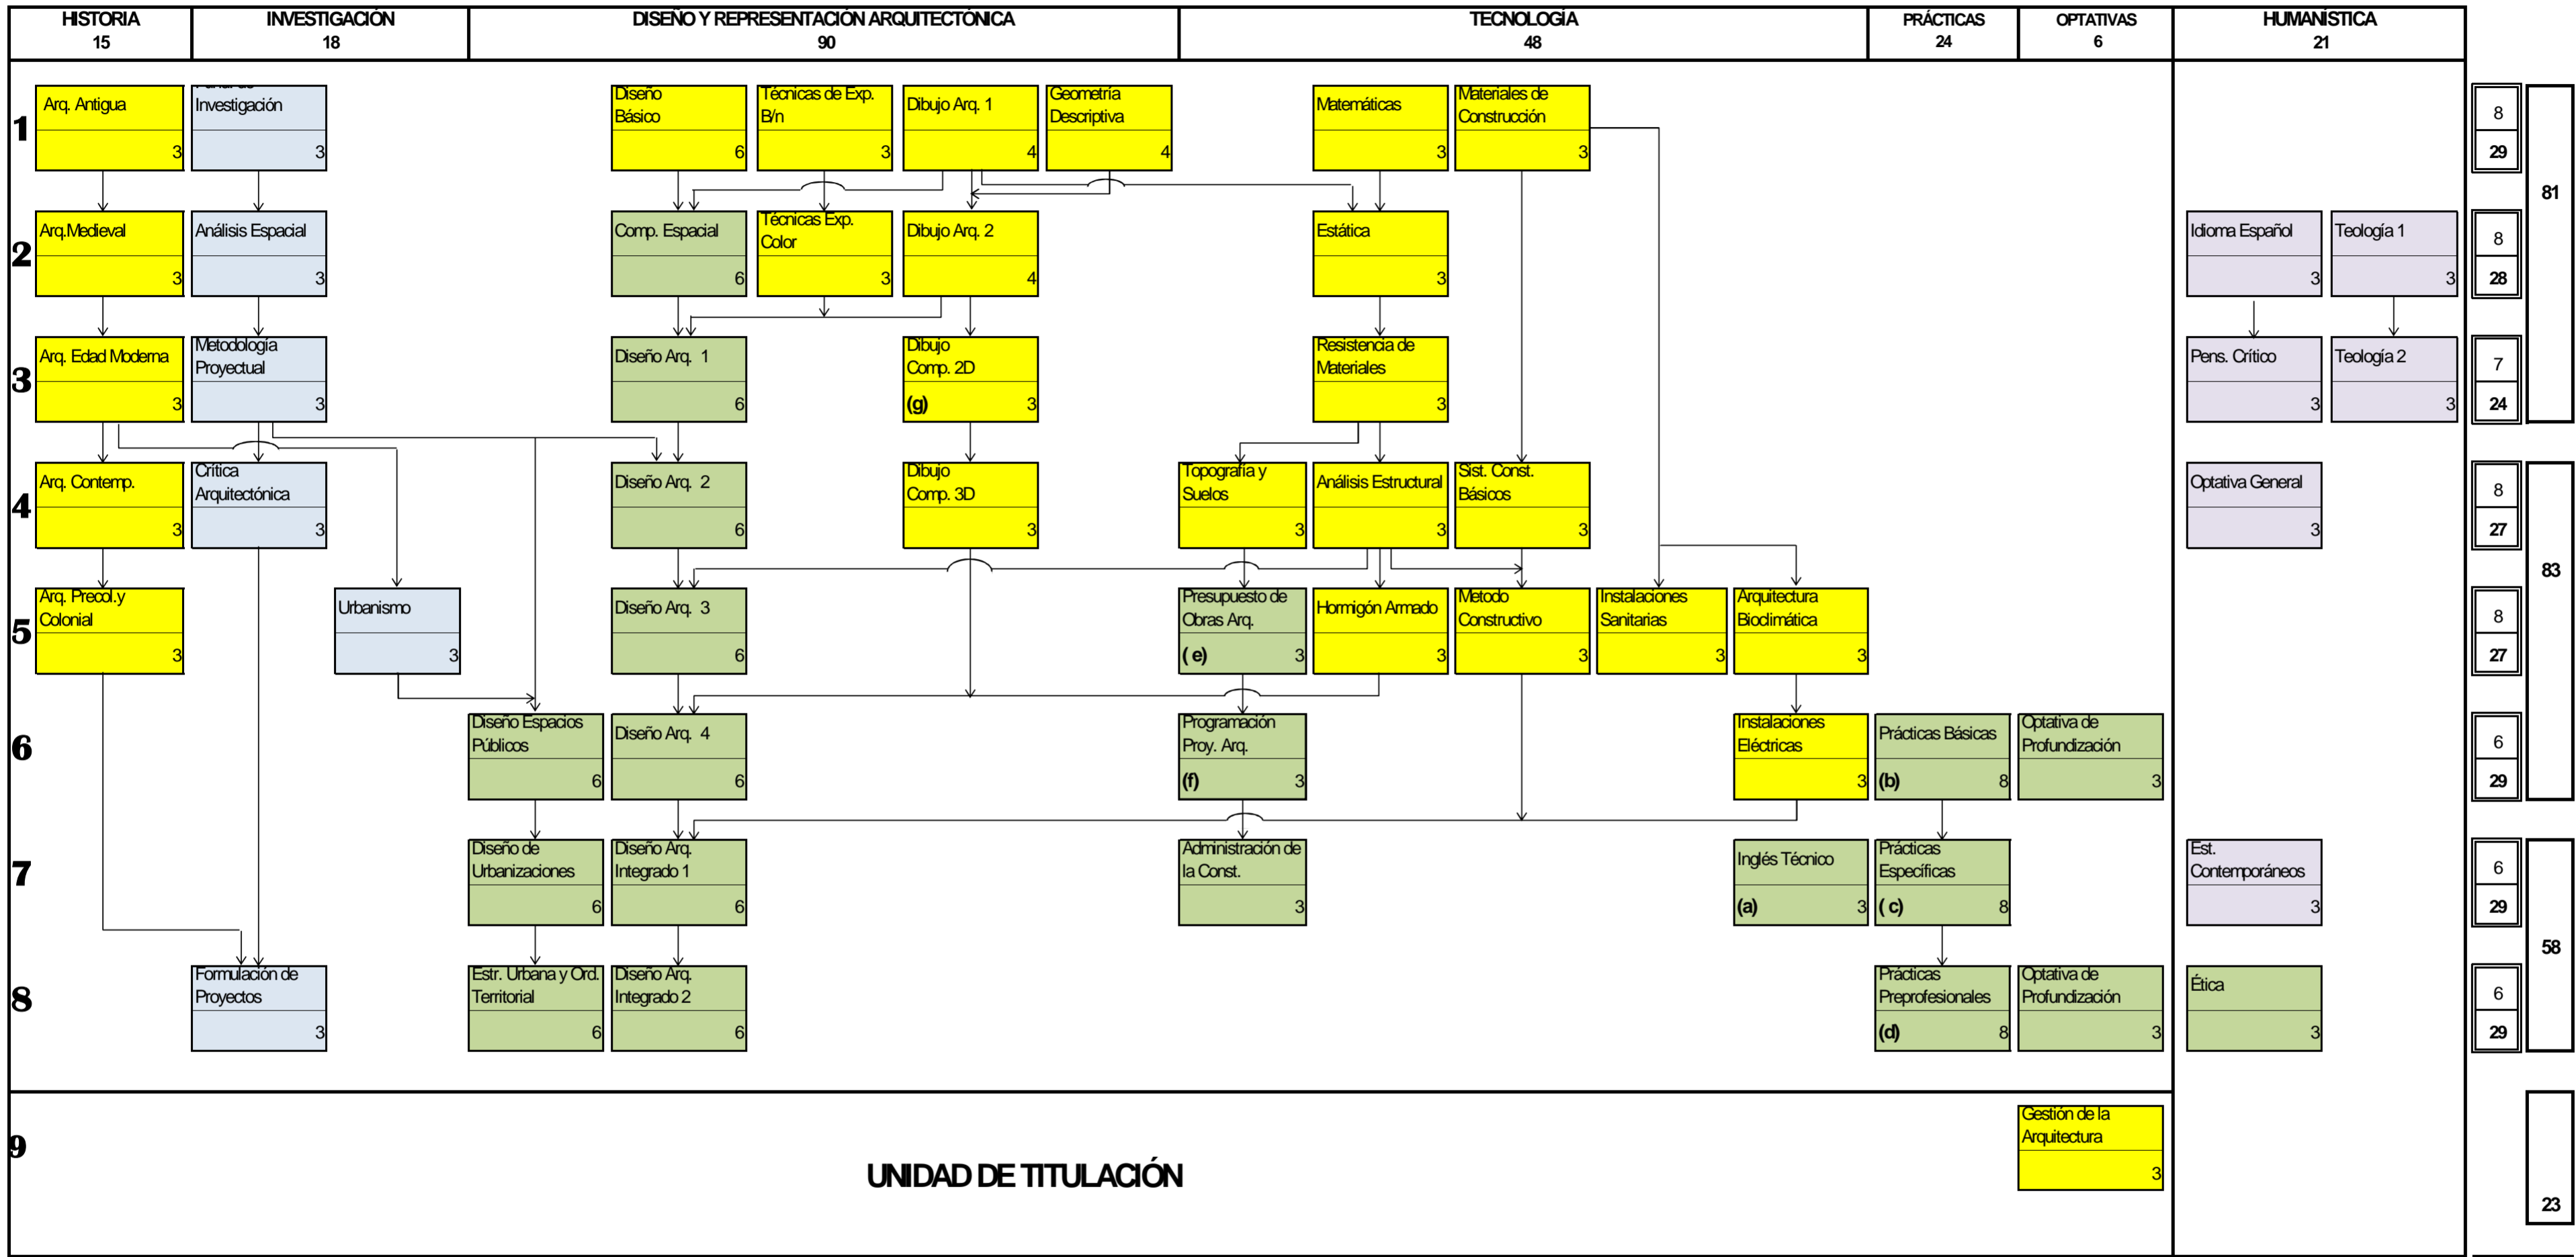 HISTORIA
15
INVESTIGACIÓN
18
DISEÑO Y REPRESENTACIÓN ARQUITECTÓNICA
90
TECNOLOGÍA
48
PRÁCTICAS
24
OPTATIVAS
6
HUMANÍSTICA
21
1
Arq. Antigua
3
Investigación
3
Diseño
Básico
6
Técnicas de Exp.
B/n
3
Dibujo Arq. 1
4
Geometría
Descriptiva
4
Matemáticas
3
Materiales de
Construcción
3
8
29
81
2
Arq.Medieval
3
Análisis Espacial
3
Comp. Espacial
6
Técnicas Exp.
Color
3
Dibujo Arq. 2
4
Estática
3
Idioma Español
3
Teología 1
3
8
28
3
Arq. Edad Moderna
3
Metodología
Proyectual
3
Diseño Arq. 1
6
Dibujo
Comp. 2D
(g) 3
Resistencia de
Materiales
3
Pens. Crítico
3
Teología 2
3
7
24
4
Arq. Contemp.
3
Crítica
Arquitectónica
3
Diseño Arq. 2
6
Dibujo
Comp. 3D
3
Topografía y
Suelos
3
Análisis Estructural
3
Sist. Const.
Básicos
3
Optativa General
3
8
27
83
5
Arq. Precol.y
Colonial
3
Urbanismo
3
Diseño Arq. 3
6
Presupuesto de
Obras Arq.
( e) 3
Hormigón Armado
3
Metodo
Constructivo
3
Instalaciones
Sanitarias
3
Arquitectura
Bioclimática
3
8
27
6
Diseño Espacios
Públicos
6
Diseño Arq. 4
6
Programación
Proy. Arq.
(f) 3
Instalaciones
Eléctricas
3
Prácticas Básicas
(b) 8
Optativa de
Profundización
3
6
29
7
Diseño de
Urbanizaciones
6
Diseño Arq.
Integrado 1
6
Administración de
la Const.
3
Inglés Técnico
(a) 3
Prácticas
Específicas
( c) 8
Est.
Contemporáneos
3
6
29
58
8
Formulación de
Proyectos
3
Estr. Urbana y Ord.
Territorial
6
Diseño Arq.
Integrado 2
6
Prácticas
Preprofesionales
(d) 8
Optativa de
Profundización
3
Ética
3
6
29
9
UNIDAD DE TITULACIÓN
Gestión de la
Arquitectura
3
23